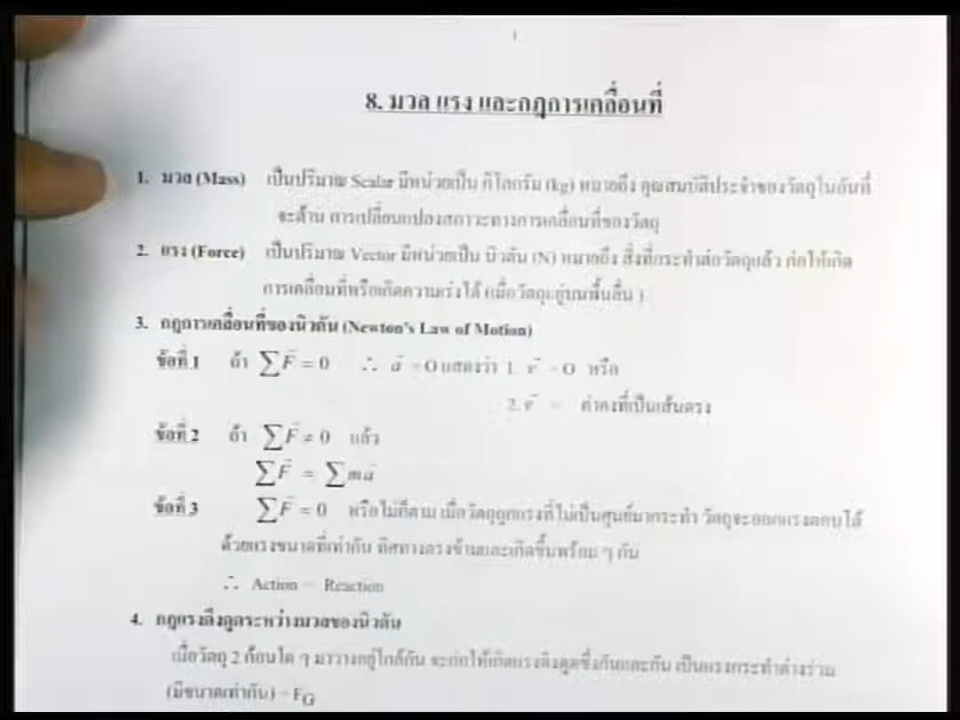 1
8. มวล แรง และกฎการเคลื่อนที่
1. มวล (Mass) เป็นปริมาณ Scalar มีหน่วยเป็น กิโลกรัม (kg) หมายถึง คุณสมบัติประจำของวัตถุในอันที่
จะต้าน การเปลี่ยนแปลงสภาวะทางการเคลื่อนที่ของวัตถุ
2. แรง (Force) เป็นปริมาณ Vector มีหน่วยเป็น นิวตัน (N) หมายถึง สิ่งที่กระทำต่อวัตถุแล้ว ก่อให้เกิด
การเคลื่อนที่หรือเกิดความเร่งได้ (เมื่อวัตถุอยู่บนพื้นลื่น )
3. กฎการเคลื่อนที่ของนิวตัน (Newton's Law of Motion)
ข้อที่ 1 ถ้า ∑F⃗ = 0 ∴ a⃗ = O แสดงว่า 1. v⃗ = O หรือ
2. v⃗ = ค่าคงที่เป็นเส้นตรง
ข้อที่ 2 ถ้า ∑F⃗ ≠ 0 แล้ว
∑F⃗ = ∑ma⃗
ข้อที่ 3 ∑F⃗ = 0 หรือไม่ก็ตาม เมื่อวัตถุถูกแรงที่ไม่เป็นศูนย์มากระทำ วัตถุจะออกแรงตอบโต้
ด้วยแรงขนาดที่เท่ากัน ทิศทางตรงข้ามและเกิดขึ้นพร้อม ๆ กัน
∴ Action = Reaction
4. กฎแรงดึงดูดระหว่างมวลของนิวตัน
เมื่อวัตถุ 2 ก้อนใด ๆ มาวางอยู่ใกล้กัน จะก่อให้เกิดแรงดึงดูดซึ่งกันและกัน เป็นแรงกระทำต่างร่วม
(มีขนาดเท่ากัน) = F_G